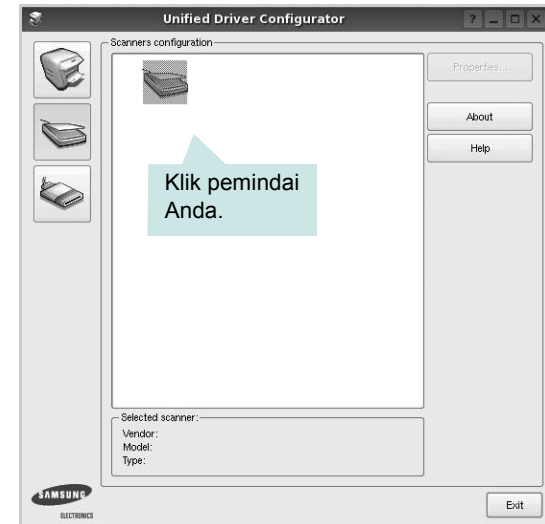 Unified Driver Configurator
Scanners configuration
Properties...
About
Help
Klik pemindai
Anda.
Selected scanner:
Vendor:
Model:
Type:
SAMSUNG
ELECTRONICS
Exit